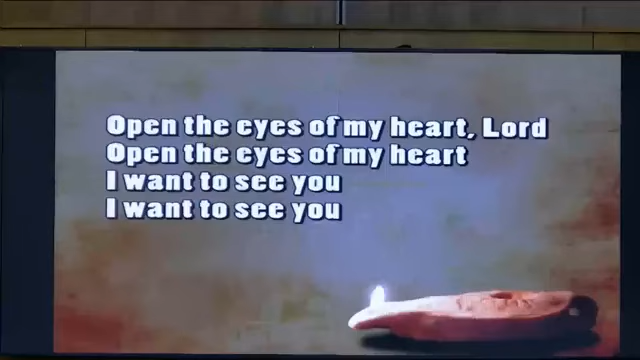 Open the eyes of my heart, Lord
Open the eyes of my heart
I want to see you
I want to see you